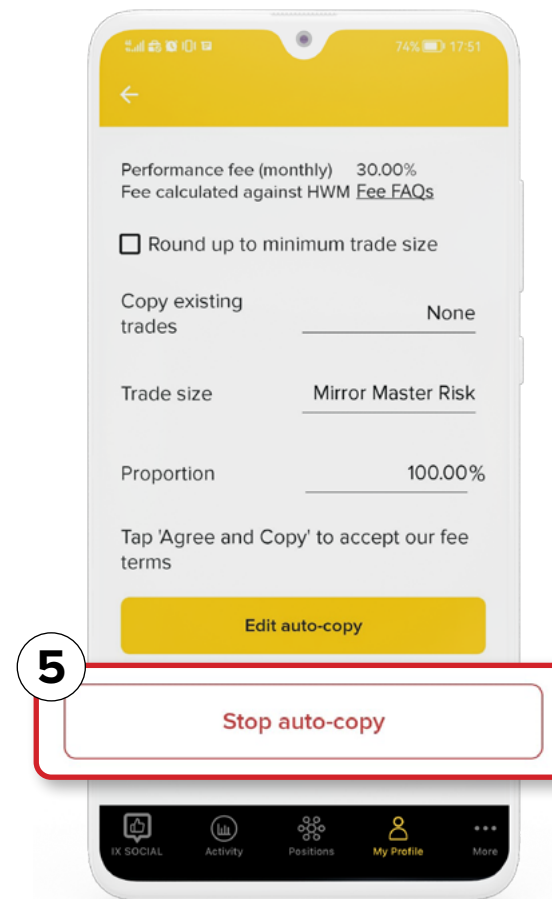 74% 17:51
Performance fee (monthly) 30.00%
Fee calculated against HWM Fee FAQs
Round up to minimum trade size
Copy existing trades None
Trade size Mirror Master Risk
Proportion 100.00%
Tap 'Agree and Copy' to accept our fee
terms
Edit auto-copy
5
Stop auto-copy
IX SOCIAL Activity Positions My Profile More